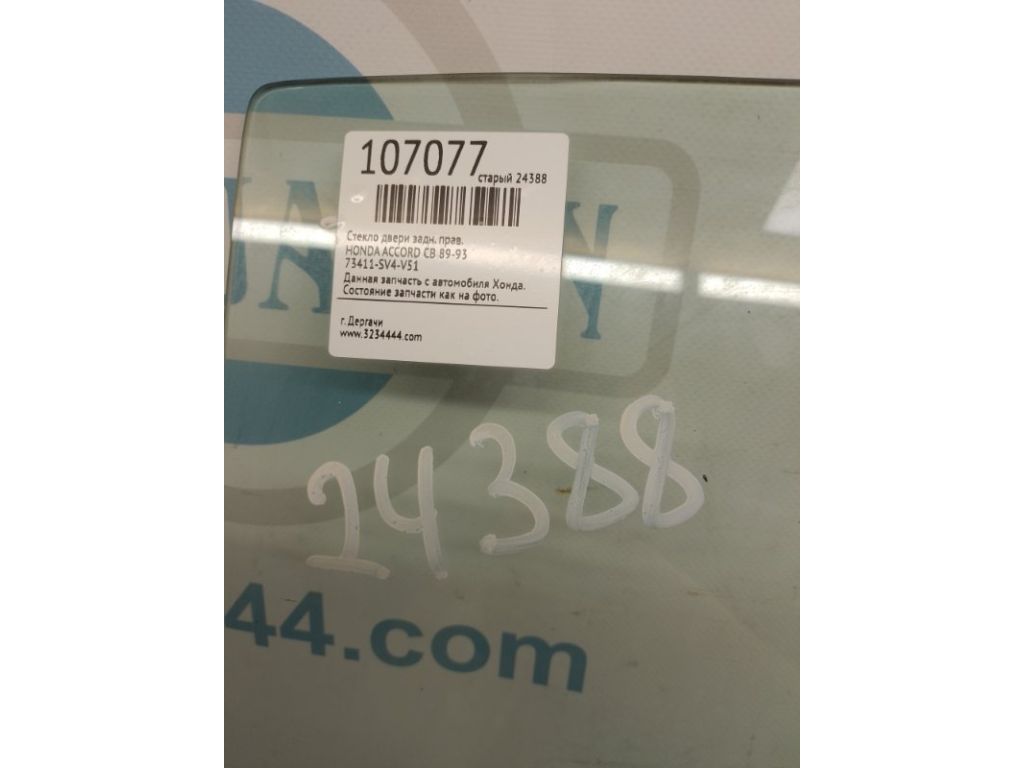 107077
старый 24388
Стекло двери задн. прав.
HONDA ACCORD CB 89-93
73411-SV4-V51
Данная запчасть с автомобиля Хонда.
Состояние запчасти как на фото.
г. Дергачи
www.3234444.com
24388
44.com